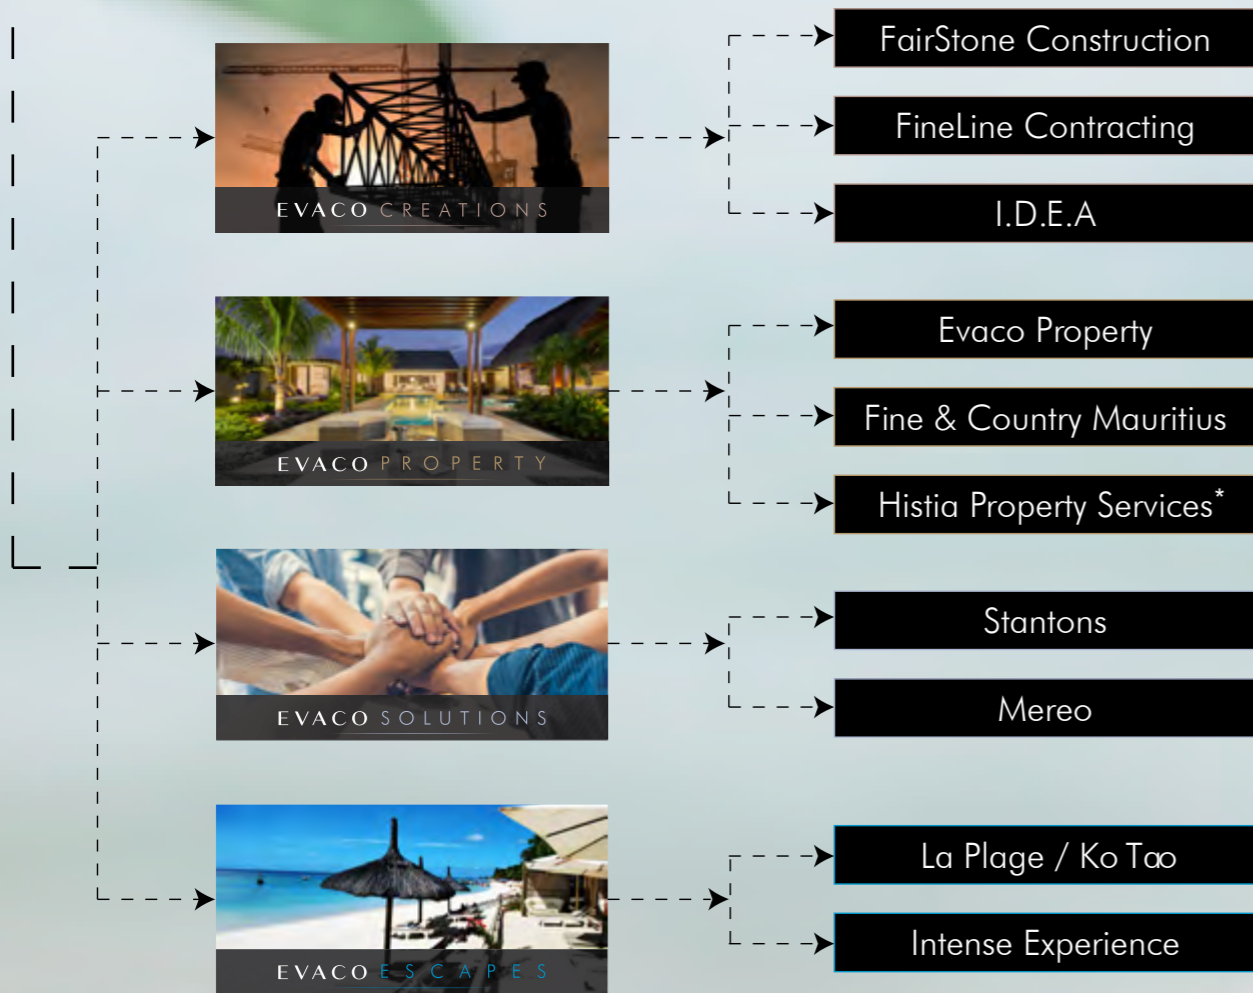 FairStone Construction
FineLine Contracting
I.D.E.A
EVACO CREATIONS
Evaco Property
Fine & Country Mauritius
Histia Property Services*
EVACO PROPERTY
Stantons
Mereo
EVACO SOLUTIONS
La Plage / Ko Tao
Intense Experience
EVACO ESCAPES